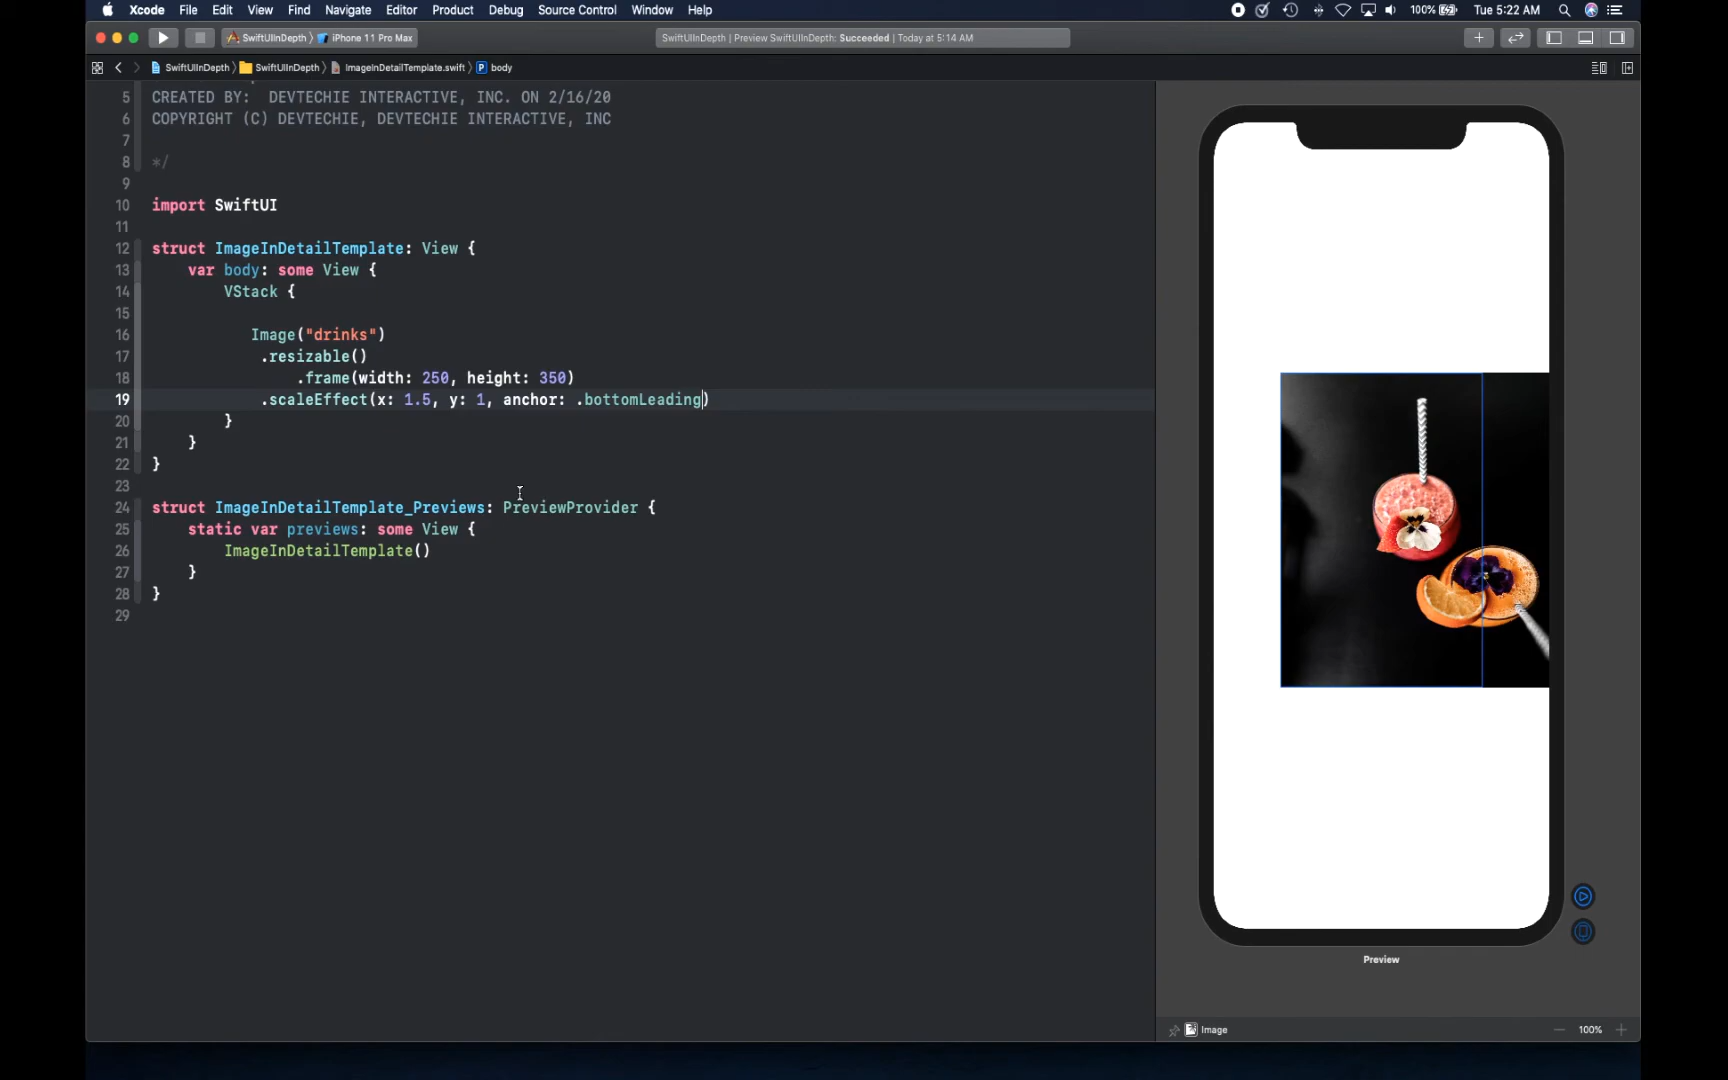 Xcode File Edit View Find Navigate Editor Product Debug Source Control Window Help 100% Tue 5:22 AM
SwiftUIInDepth iPhone 11 Pro Max SwiftUIInDepth | Preview SwiftUIInDepth: Succeeded | Today at 5:14 AM
SwiftUIInDepth SwiftUIInDepth ImageInDetailTemplate.swift P body
5 CREATED BY: DEVTECHIE INTERACTIVE, INC. ON 2/16/20
6 COPYRIGHT (C) DEVTECHIE, DEVTECHIE INTERACTIVE, INC
7
8 */
9
10 import SwiftUI
11
12 struct ImageInDetailTemplate: View {
13 var body: some View {
14 VStack {
15
16 Image("drinks")
17 .resizable()
18 .frame(width: 250, height: 350)
19 .scaleEffect(x: 1.5, y: 1, anchor: .bottomLeading)
20 }
21 }
22 }
23
24 struct ImageInDetailTemplate_Previews: PreviewProvider {
25 static var previews: some View {
26 ImageInDetailTemplate()
27 }
28 }
29
Preview
Image 100%